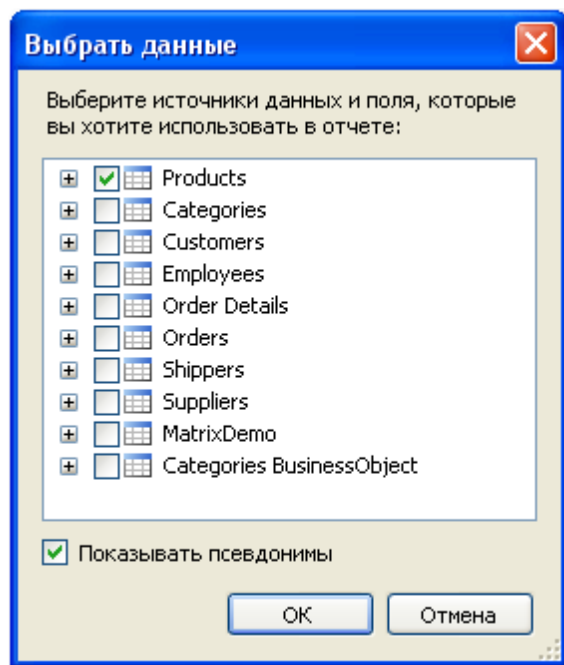 Выбрать данные
Выберите источники данных и поля, которые
вы хотите использовать в отчете:
Products
Categories
Customers
Employees
Order Details
Orders
Shippers
Suppliers
MatrixDemo
Categories BusinessObject
Показывать псевдонимы
ОК Отмена